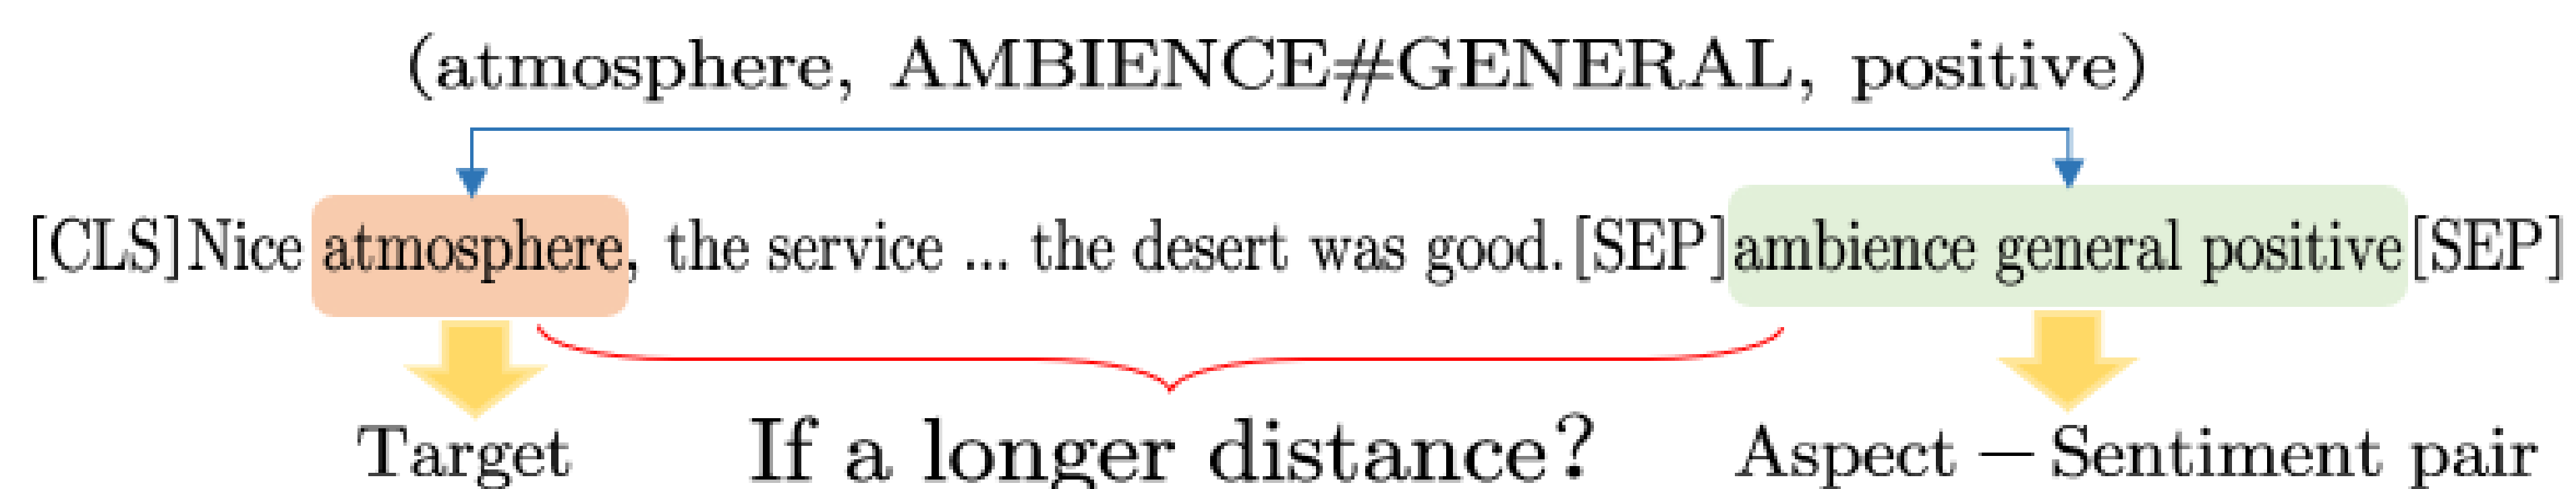 (atmosphere, AMBIENCE#GENERAL, positive)
[CLS]Nice atmosphere, the service ... the desert was good.[SEP]ambience general positive[SEP]
Target If a longer distance? Aspect − Sentiment pair